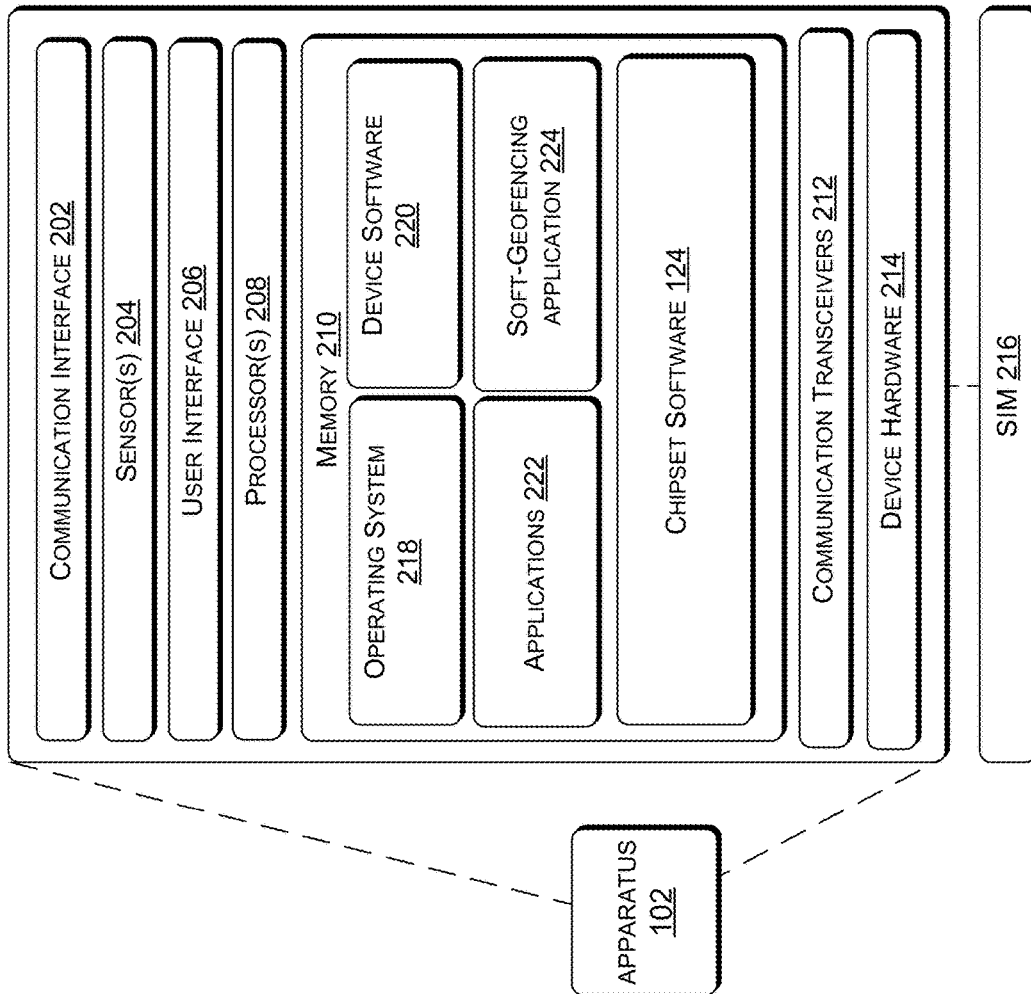 COMMUNICATION INTERFACE 202
SENSOR(S) 204
USER INTERFACE 206
PROCESSOR(S) 208
MEMORY 210
OPERATING SYSTEM
218
DEVICE SOFTWARE
220
APPLICATIONS 222
SOFT-GEOFENCING
APPLICATION 224
CHIPSET SOFTWARE 124
COMMUNICATION TRANSCEIVERS 212
DEVICE HARDWARE 214
SIM 216
APPARATUS
102